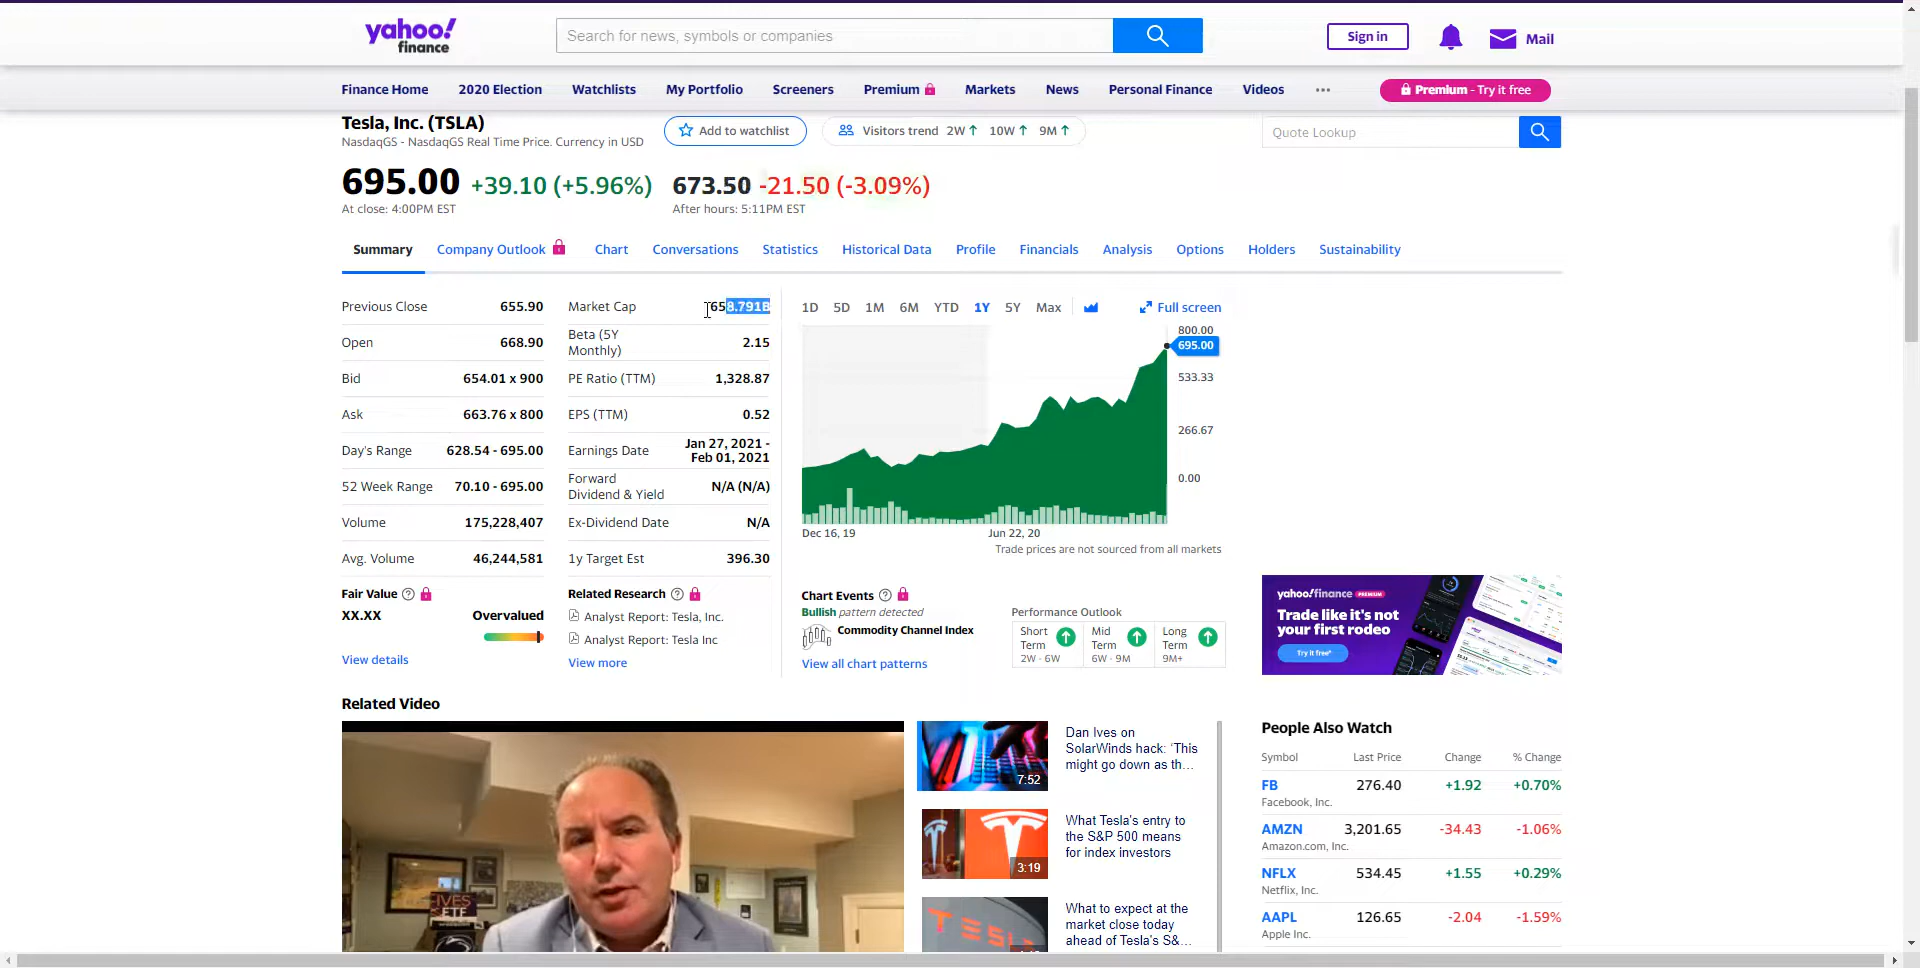 yahoo!
finance
Search for news, symbols or companies
Sign in
Mail
Finance Home 2020 Election Watchlists My Portfolio Screeners Premium Markets News Personal Finance Videos ··· Premium - Try it free
Tesla, Inc. (TSLA)
NasdaqGS - NasdaqGS Real Time Price. Currency in USD
Add to watchlist
Visitors trend 2W↑ 10W↑ 9M↑
Quote Lookup
695.00 +39.10 (+5.96%) 673.50 -21.50 (-3.09%)
At close: 4:00PM EST After hours: 5:11PM EST
Summary Company Outlook Chart Conversations Statistics Historical Data Profile Financials Analysis Options Holders Sustainability
Previous Close 655.90
Open 668.90
Bid 654.01 x 900
Ask 663.76 x 800
Day's Range 628.54 - 695.00
52 Week Range 70.10 - 695.00
Volume 175,228,407
Avg. Volume 46,244,581
Market Cap 658.791B
Beta (5Y
Monthly) 2.15
PE Ratio (TTM) 1,328.87
EPS (TTM) 0.52
Earnings Date Jan 27, 2021 -
Feb 01, 2021
Forward
Dividend & Yield N/A (N/A)
Ex-Dividend Date N/A
1y Target Est 396.30
1D 5D 1M 6M YTD 1Y 5Y Max Full screen
800.00
695.00
533.33
266.67
0.00
Dec 16, 19 Jun 22, 20
Trade prices are not sourced from all markets
Fair Value
XX.XX Overvalued
View details
Related Research
Analyst Report: Tesla, Inc.
Analyst Report: Tesla Inc
View more
Chart Events
Bullish pattern detected
Commodity Channel Index
View all chart patterns
Performance Outlook
Short
Term
2W - 6W
Mid
Term
6W - 9M
Long
Term
9M+
yahoo!finance PREMIUM
Trade like it's not
your first rodeo
Try it free*
Related Video
IVES
ETF
Dan Ives on
SolarWinds hack: 'This
might go down as th...
7:52
What Tesla's entry to
the S&P 500 means
for index investors
3:19
What to expect at the
market close today
ahead of Tesla's S&...
People Also Watch
Symbol Last Price Change % Change
FB 276.40 +1.92 +0.70%
Facebook, Inc.
AMZN 3,201.65 -34.43 -1.06%
Amazon.com, Inc.
NFLX 534.45 +1.55 +0.29%
Netflix, Inc.
AAPL 126.65 -2.04 -1.59%
Apple Inc.